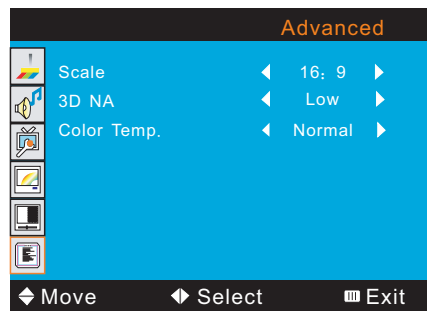 Advanced
Scale 16：9
3D NA Low
Color Temp. Normal
Move Select Exit